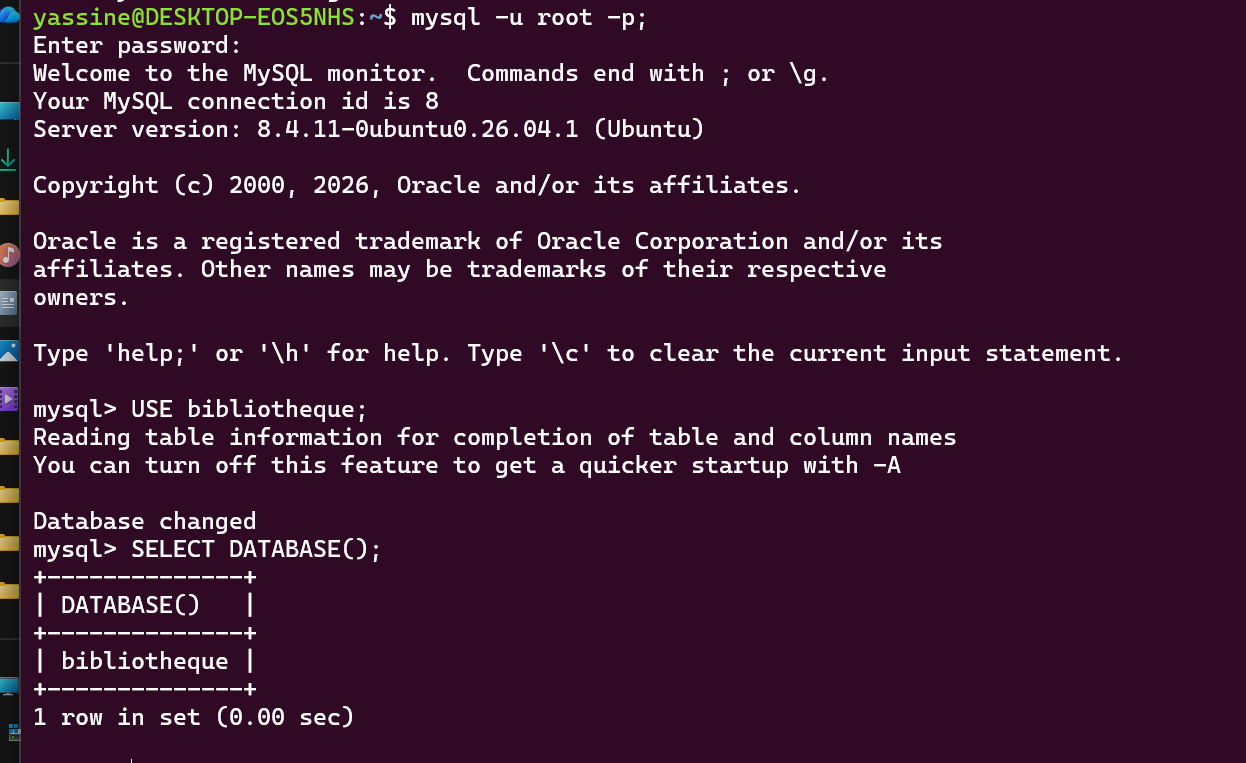 yassine@DESKTOP-EOS5NHS:~$ mysql -u root -p;
Enter password:
Welcome to the MySQL monitor.  Commands end with ; or \g.
Your MySQL connection id is 8
Server version: 8.4.11-0ubuntu0.26.04.1 (Ubuntu)

Copyright (c) 2000, 2026, Oracle and/or its affiliates.

Oracle is a registered trademark of Oracle Corporation and/or its
affiliates. Other names may be trademarks of their respective
owners.

Type 'help;' or '\h' for help. Type '\c' to clear the current input statement.

mysql> USE bibliotheque;
Reading table information for completion of table and column names
You can turn off this feature to get a quicker startup with -A

Database changed
mysql> SELECT DATABASE();
+--------------+
| DATABASE()   |
+--------------+
| bibliotheque |
+--------------+
1 row in set (0.00 sec)